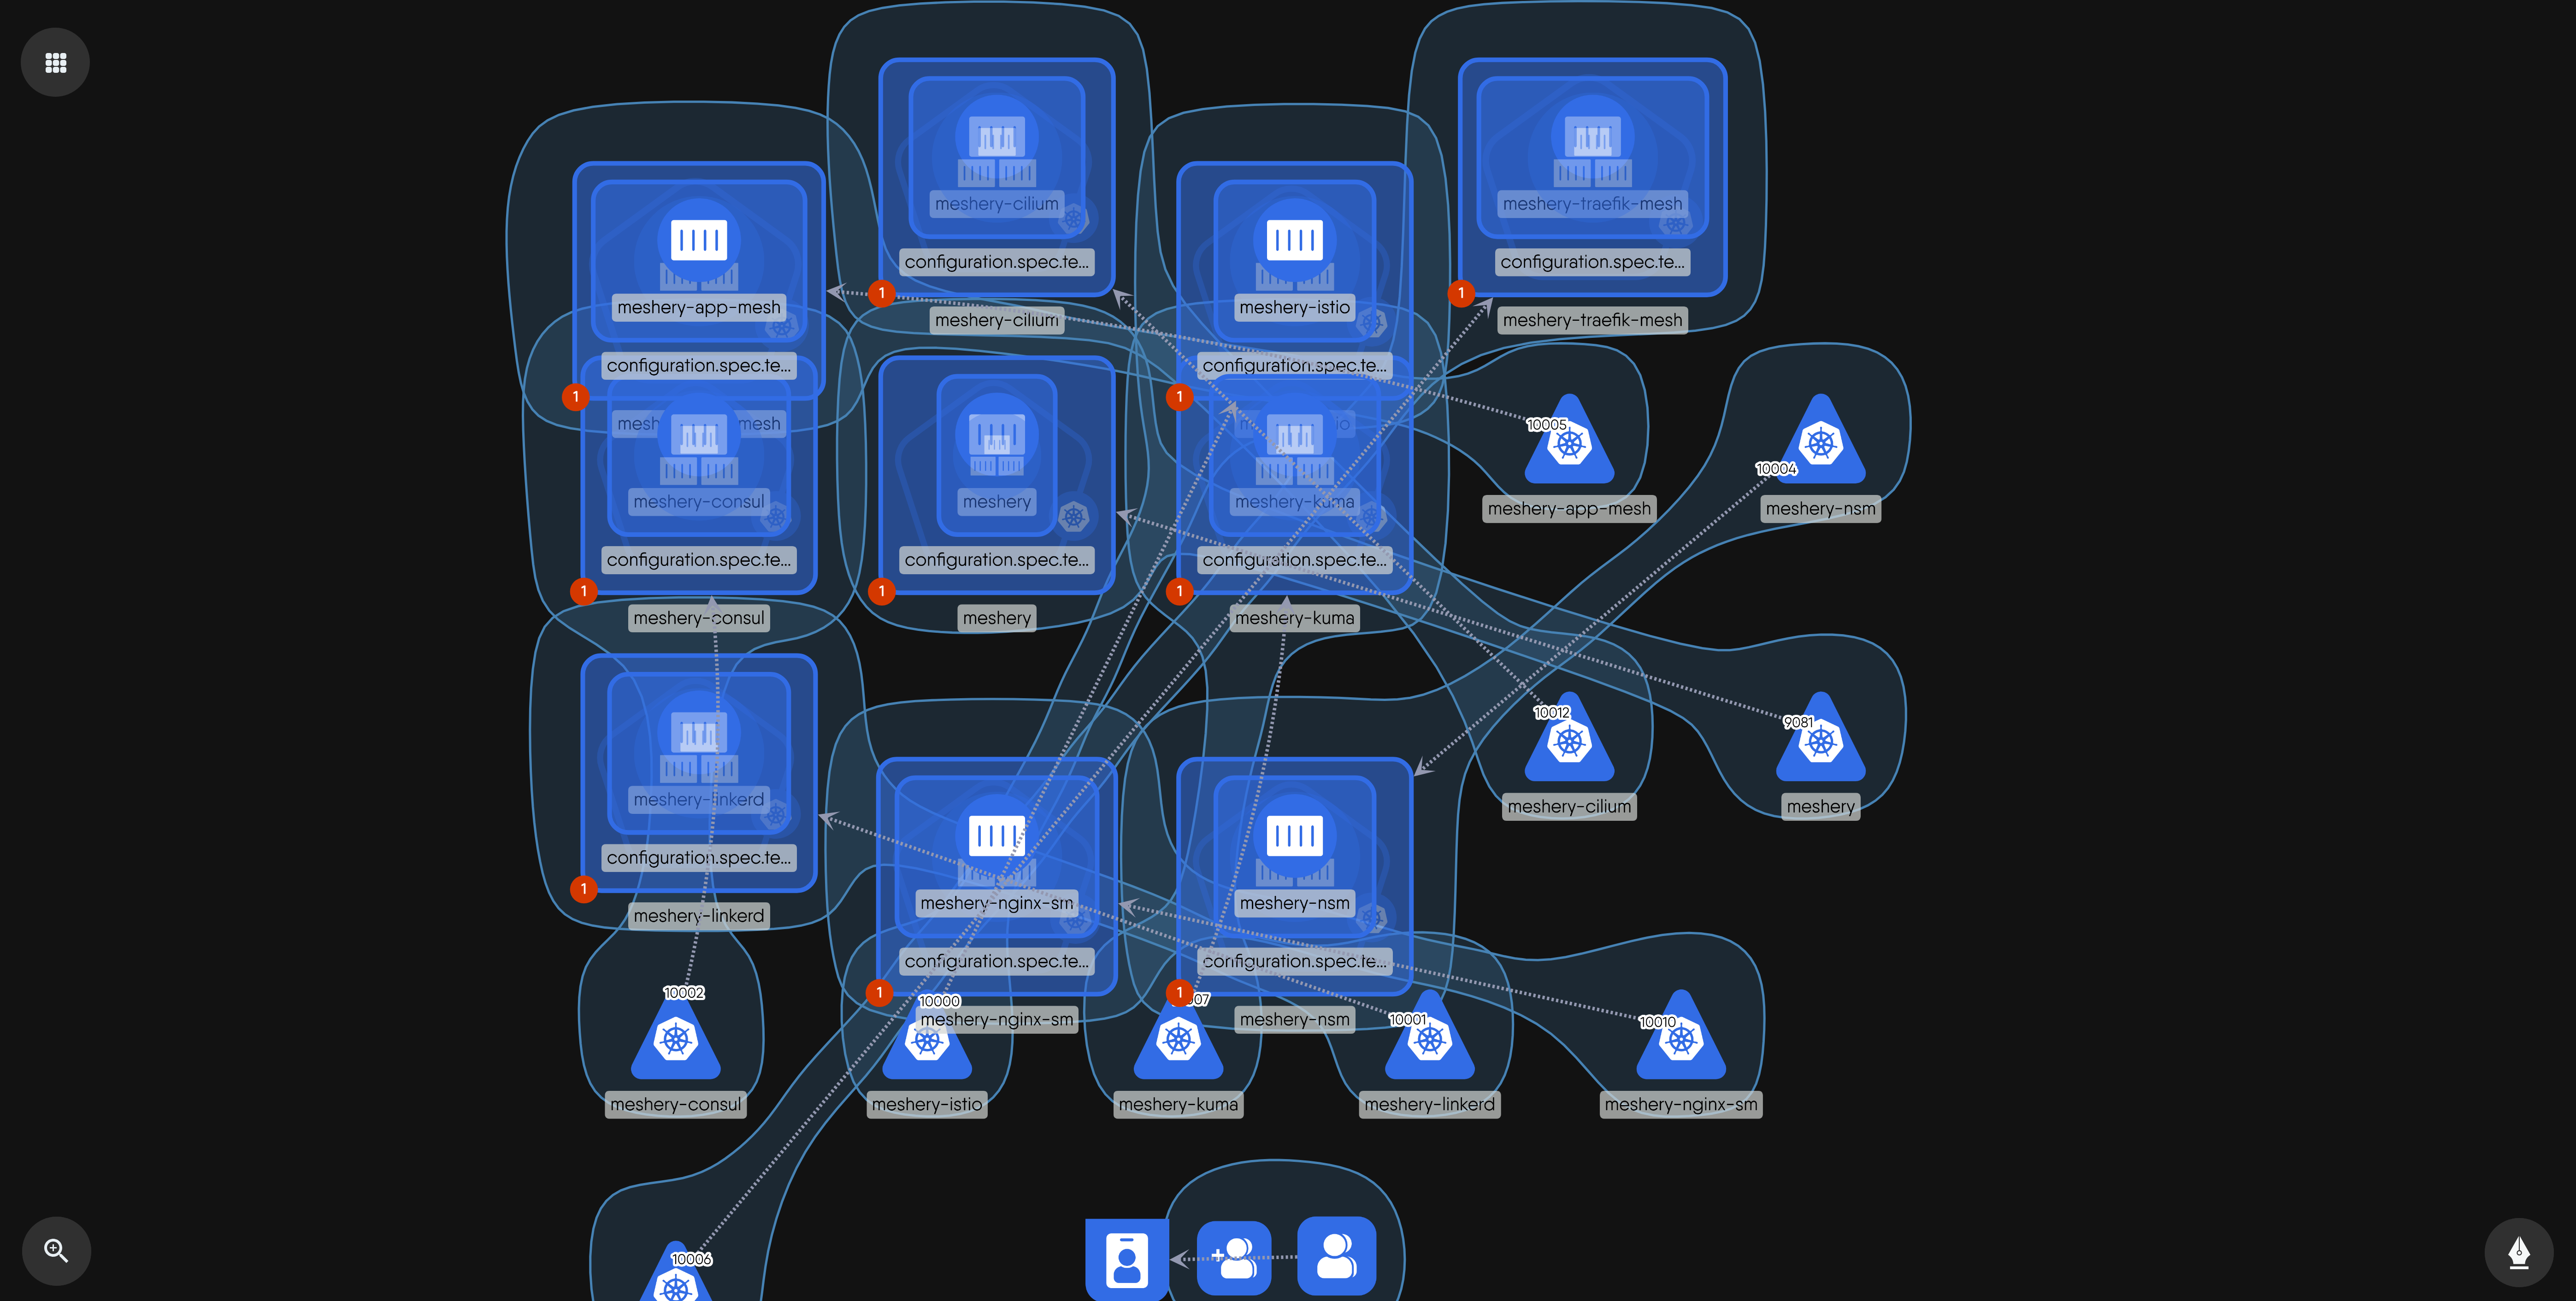 meshery-cilium
configuration.spec.te...
1
meshery-cilium
meshery-traefik-mesh
configuration.spec.te...
1
meshery-traefik-mesh
meshery-app-mesh
configuration.spec.te...
1
mesh mesh
meshery-istio
configuration.spec.te...
1
meshery-consul
configuration.spec.te...
1
meshery-consul
meshery
configuration.spec.te...
1
meshery
meshery-kuma
configuration.spec.te...
1
meshery-kuma
10005
meshery-app-mesh
10004
meshery-nsm
meshery-linkerd
configuration.spec.te...
1
meshery-linkerd
meshery-nginx-sm
configuration.spec.te...
1
meshery-nginx-sm
meshery-nsm
configuration.spec.te...
1
meshery-nsm
10012
meshery-cilium
9081
meshery
10002
meshery-consul
10000
meshery-istio
meshery-kuma
10001
meshery-linkerd
10010
meshery-nginx-sm
10006